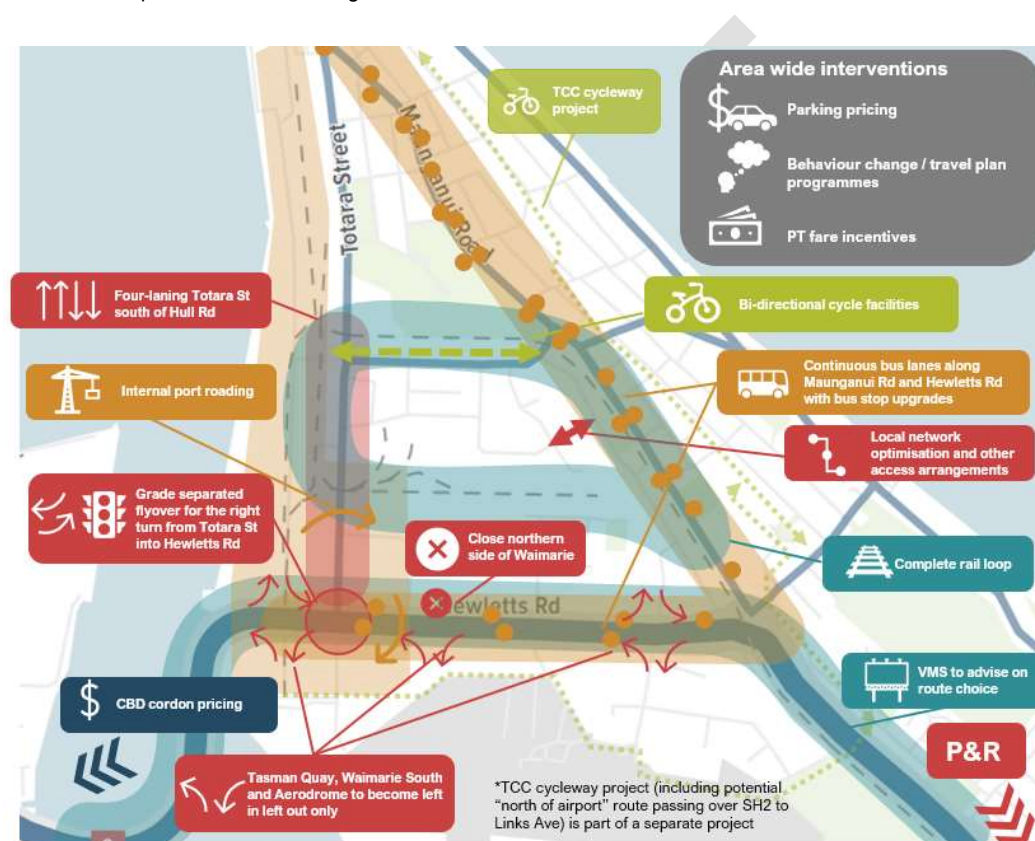 Area wide interventions
Parking pricing
Behaviour change / travel plan
programmes
PT fare incentives
TCC cycleway
project
Totara Street
Maunganui Road
Four-laning Totara St
south of Hull Rd
Bi-directional cycle facilities
Internal port roading
Continuous bus lanes along
Maunganui Rd and Hewletts Rd
with bus stop upgrades
Local network
optimisation and other
access arrangements
Grade separated
flyover for the right
turn from Totara St
into Hewletts Rd
Close northern
side of Waimarie
Complete rail loop
Hewletts Rd
VMS to advise on
route choice
CBD cordon pricing
P&R
Tasman Quay, Waimarie South
and Aerodrome to become left
in left out only
*TCC cycleway project (including potential
"north of airport" route passing over SH2 to
Links Ave) is part of a separate project